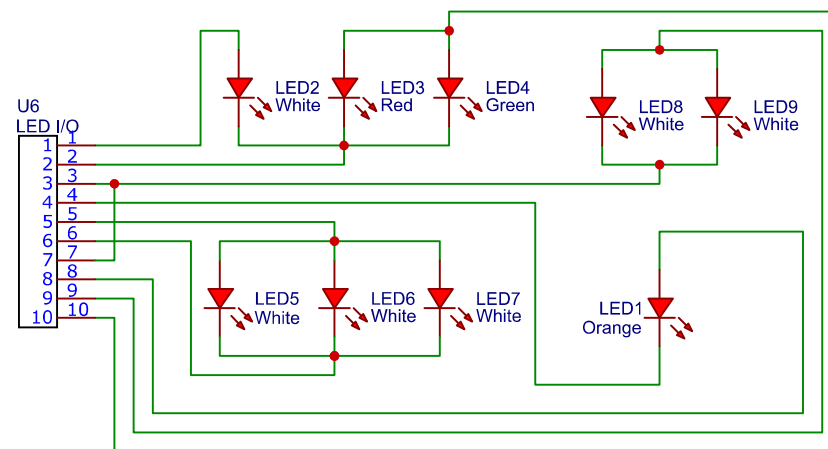 U6
LED I/O
1 1
2 2
3 3
4 4
5 5
6 6
7 7
8 8
9 9
10 10
LED2
White
LED3
Red
LED4
Green
LED8
White
LED9
White
LED5
White
LED6
White
LED7
White
LED1
Orange